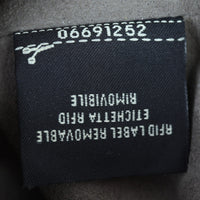 06691252
RFID LABEL REMOVABLE
ETICHETTA RFID
RIMOVIBILE